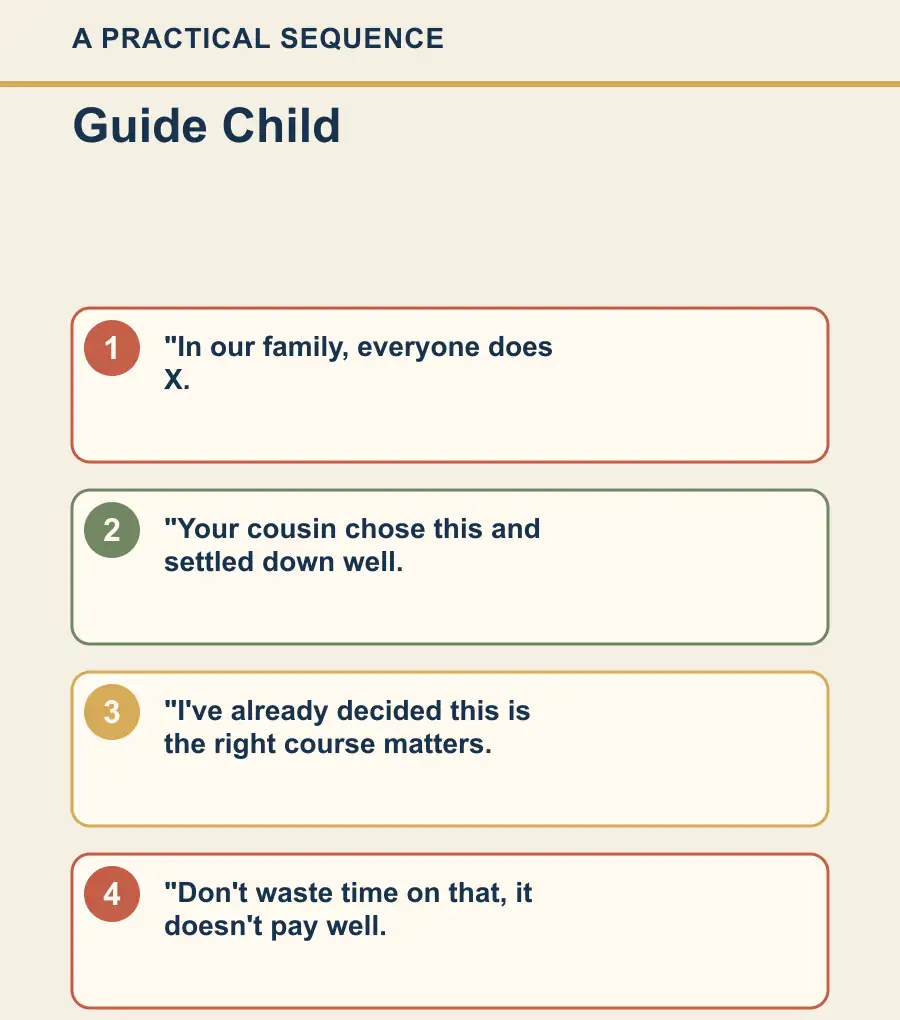 A PRACTICAL SEQUENCE
Guide Child
1
"In our family, everyone does
X.
2
"Your cousin chose this and
settled down well.
3
"I've already decided this is
the right course matters.
4
"Don't waste time on that, it
doesn't pay well.